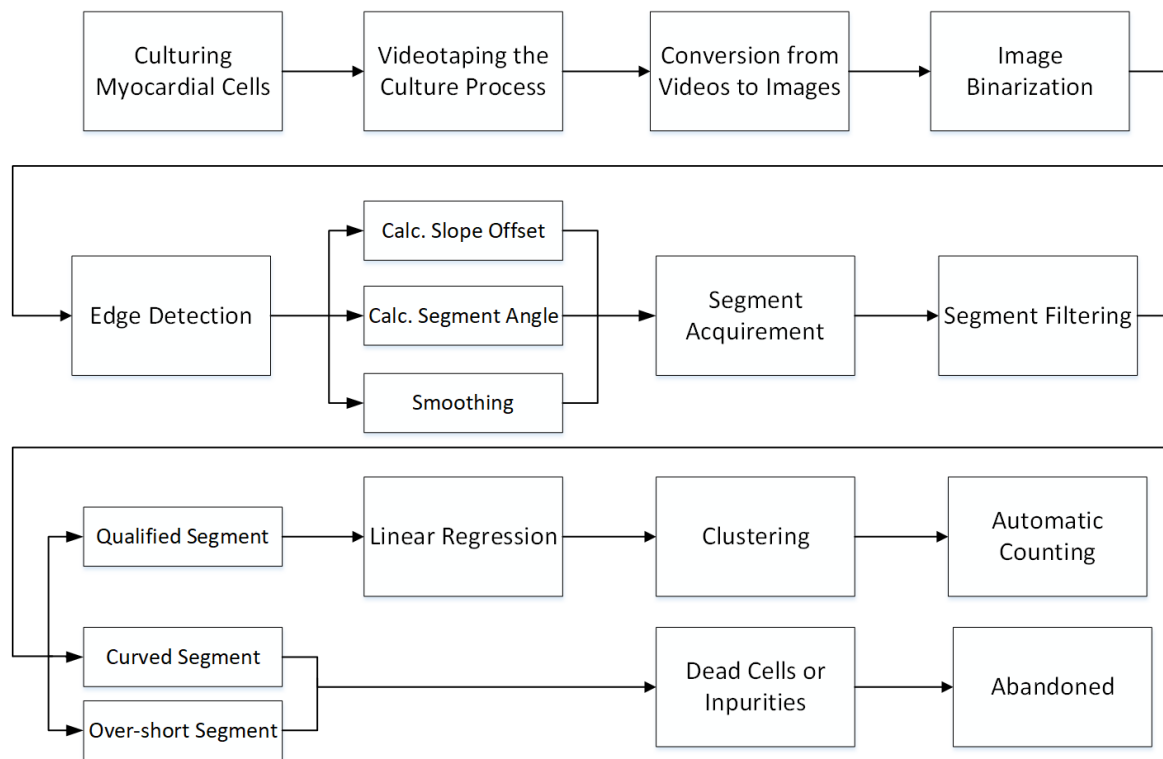 Culturing
Myocardial Cells
Videotaping the
Culture Process
Conversion from
Videos to Images
Image
Binarization
Edge Detection
Calc. Slope Offset
Calc. Segment Angle
Smoothing
Segment
Acquirement
Segment Filtering
Qualified Segment
Linear Regression
Clustering
Automatic
Counting
Curved Segment
Over-short Segment
Dead Cells or
Inpurities
Abandoned